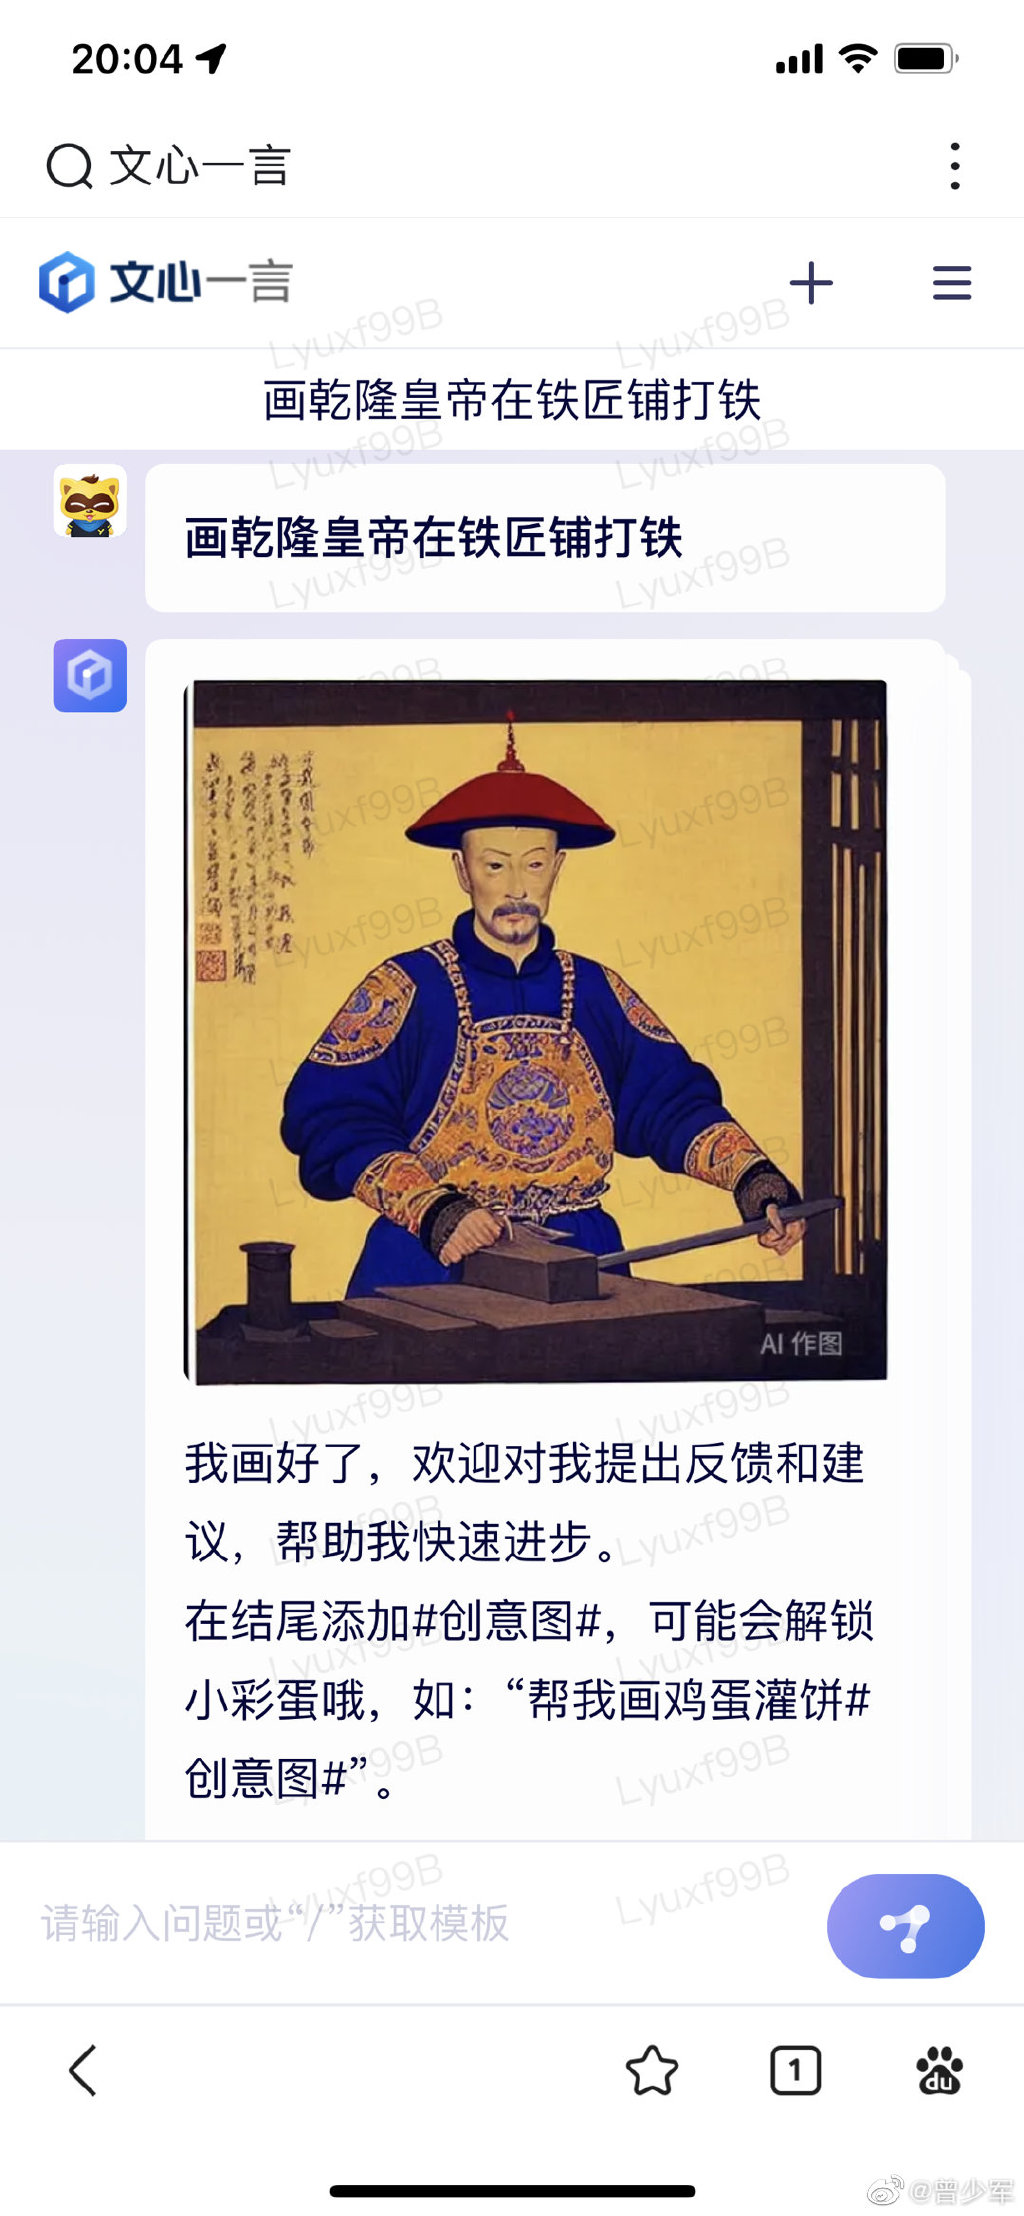 20:04
文心一言
文心一言
画乾隆皇帝在铁匠铺打铁
画乾隆皇帝在铁匠铺打铁
AI 作图
我画好了，欢迎对我提出反馈和建
议，帮助我快速进步。
在结尾添加#创意图#，可能会解锁
小彩蛋哦，如：“帮我画鸡蛋灌饼#
创意图#”。
请输入问题或“/”获取模板
1
du
@曾少军
Lyuxf99B